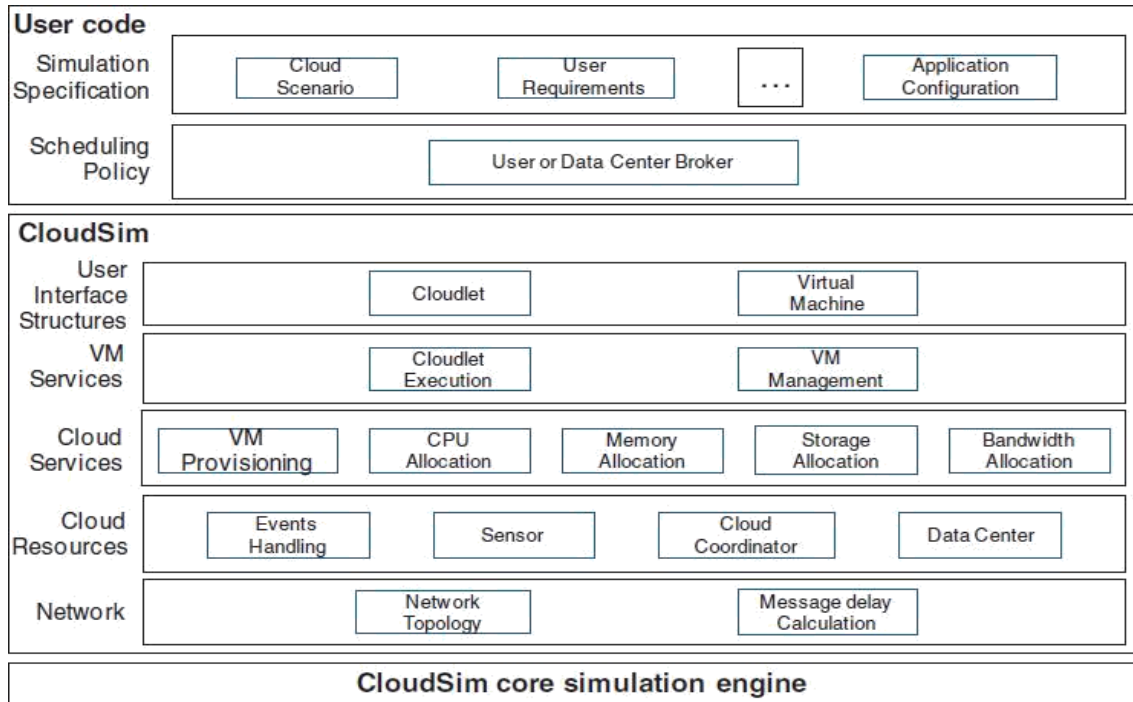 User code
Simulation
Specification
Cloud
Scenario
User
Requirements
...
Application
Configuration
Scheduling
Policy
User or Data Center Broker
CloudSim
User
Interface
Structures
Cloudlet
Virtual
Machine
VM
Services
Cloudlet
Execution
VM
Management
Cloud
Services
VM
Provisioning
CPU
Allocation
Memory
Allocation
Storage
Allocation
Bandwidth
Allocation
Cloud
Resources
Events
Handling
Sensor
Cloud
Coordinator
Data Center
Network
Network
Topology
Message delay
Calculation
CloudSim core simulation engine